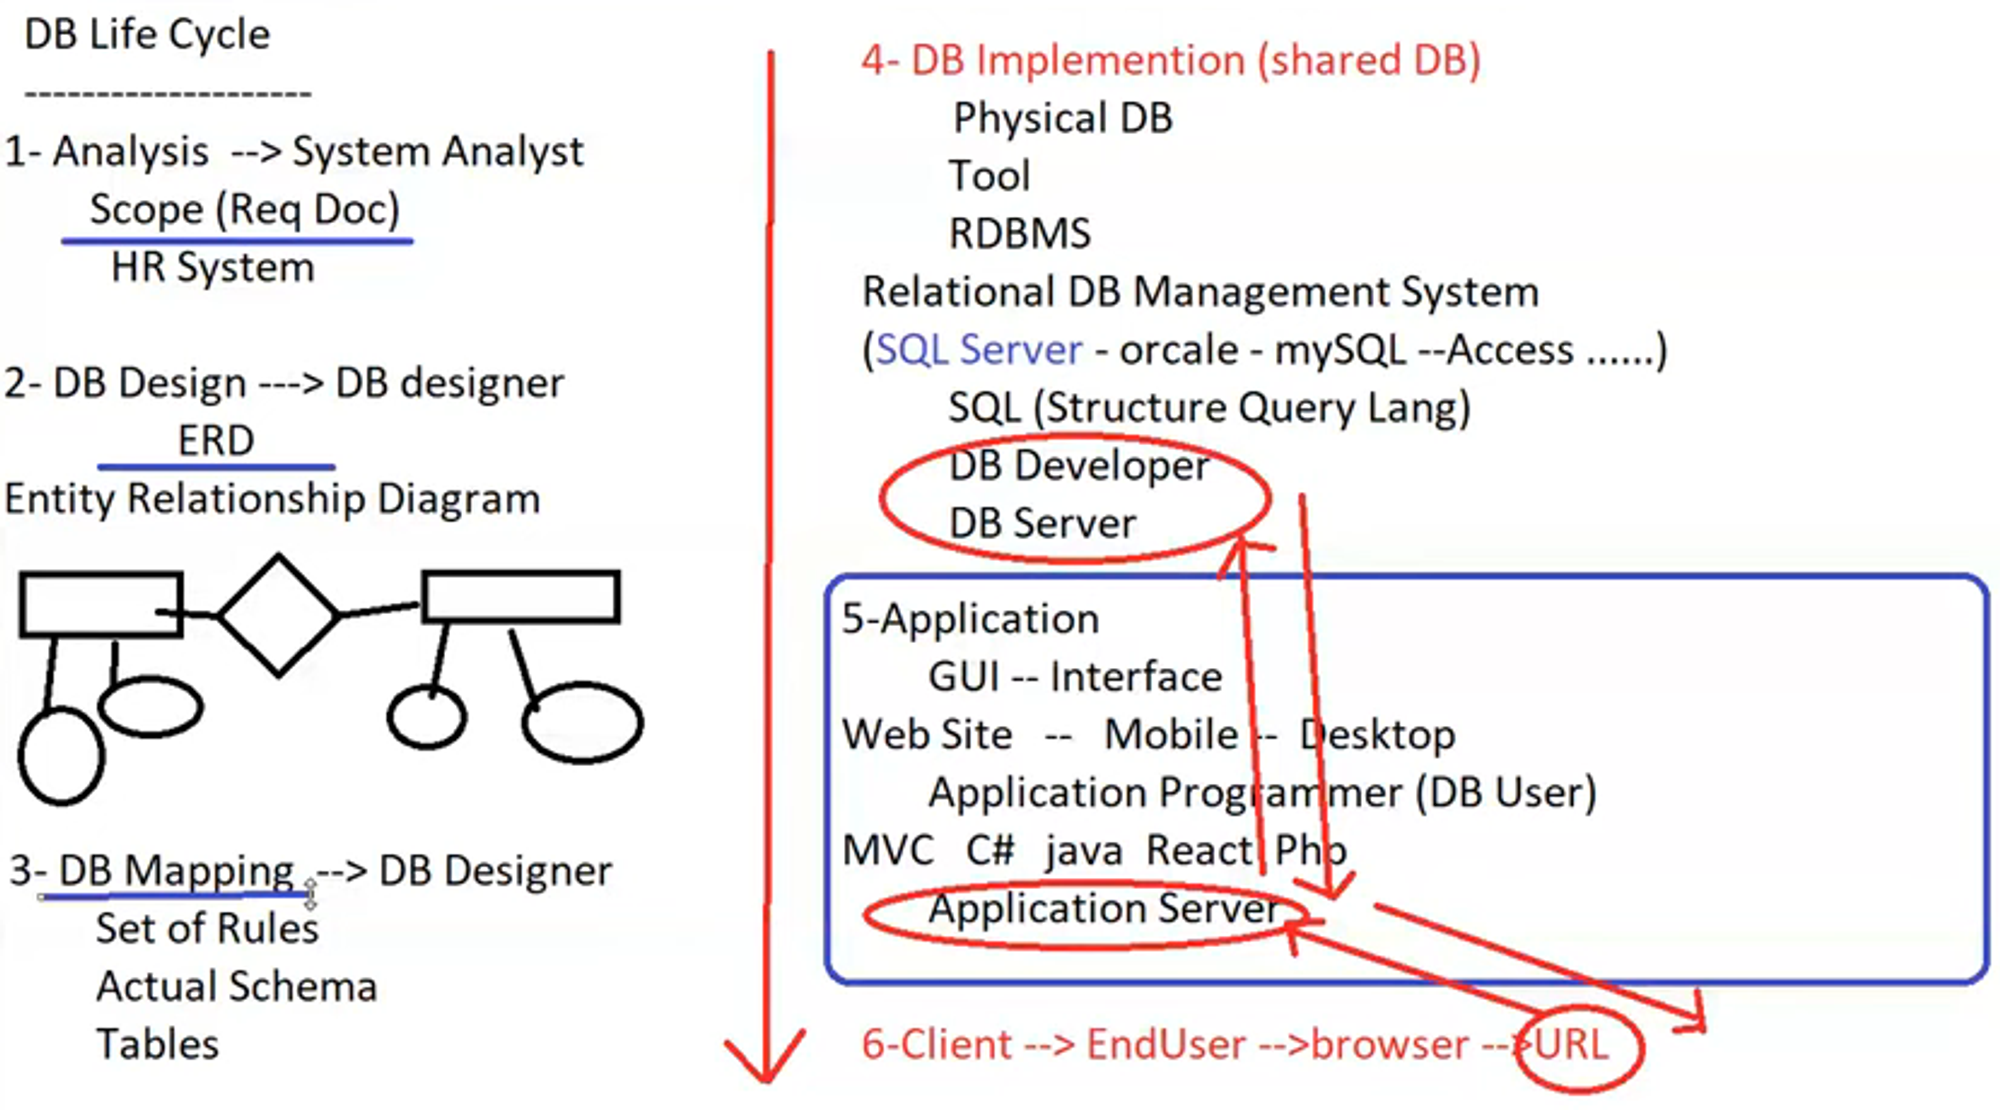 DB Life Cycle
--------------------
1- Analysis --> System Analyst
Scope (Req Doc)
HR System
2- DB Design ---> DB designer
ERD
Entity Relationship Diagram
3- DB Mapping --> DB Designer
Set of Rules
Actual Schema
Tables
4- DB Implemention (shared DB)
Physical DB
Tool
RDBMS
Relational DB Management System
(SQL Server - orcale - mySQL --Access ......)
SQL (Structure Query Lang)
DB Developer
DB Server
5-Application
GUI -- Interface
Web Site -- Mobile -- Desktop
Application Programmer (DB User)
MVC C# java React Php
Application Server
6-Client --> EndUser -->browser -->URL